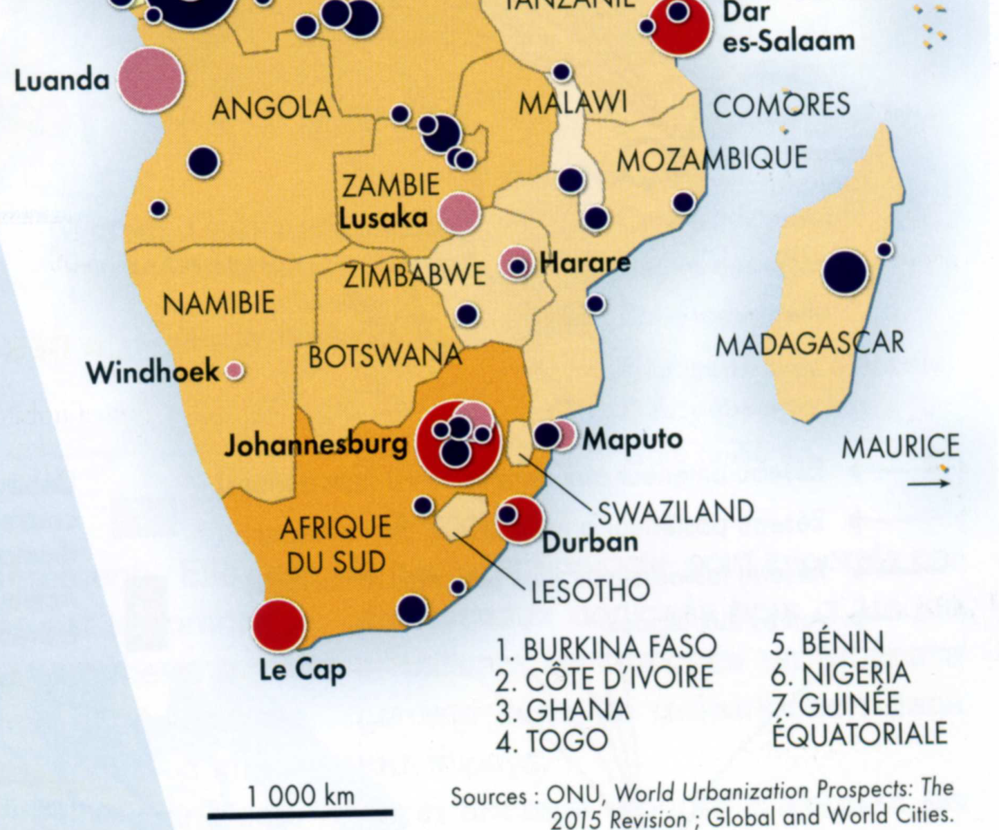 TANZANIE
Dar
es-Salaam
Luanda
ANGOLA
MALAWI
COMORES
MOZAMBIQUE
ZAMBIE
Lusaka
ZIMBABWE
Harare
NAMIBIE
BOTSWANA
MADAGASCAR
Windhoek
Johannesburg
Maputo
MAURICE
SWAZILAND
AFRIQUE
DU SUD
Durban
LESOTHO
Le Cap
1. BURKINA FASO
2. CÔTE D'IVOIRE
3. GHANA
4. TOGO
5. BÉNIN
6. NIGERIA
7. GUINÉE
ÉQUATORIALE
1 000 km
Sources : ONU, World Urbanization Prospects: The
2015 Revision ; Global and World Cities.